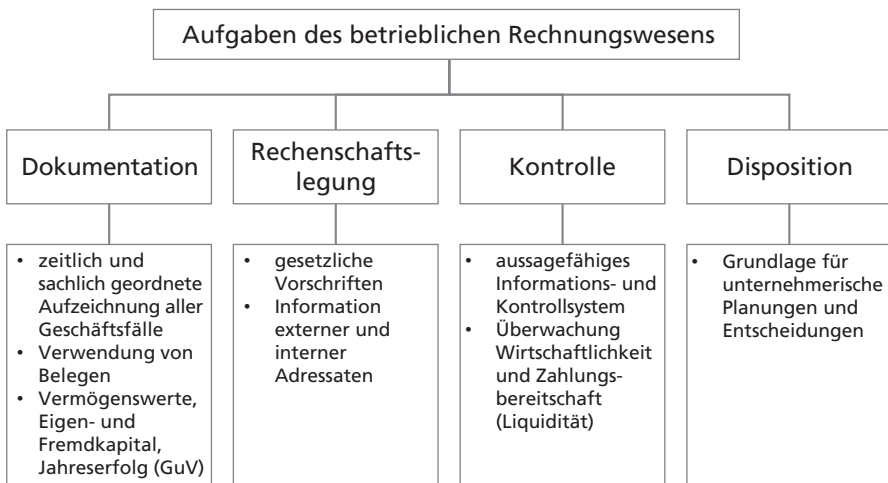 Aufgaben des betrieblichen Rechnungswesens
Dokumentation
Rechenschafts-
legung
Kontrolle
Disposition
• zeitlich und
sachlich geordnete
Aufzeichnung aller
Geschäftsfälle
• Verwendung von
Belegen
• Vermögenswerte,
Eigen- und
Fremdkapital,
Jahreserfolg (GuV)
• gesetzliche
Vorschriften
• Information
externer und
interner
Adressaten
• aussagefähiges
Informations- und
Kontrollsystem
• Überwachung
Wirtschaftlichkeit
und Zahlungs-
bereitschaft
(Liquidität)
• Grundlage für
unternehmerische
Planungen und
Entscheidungen